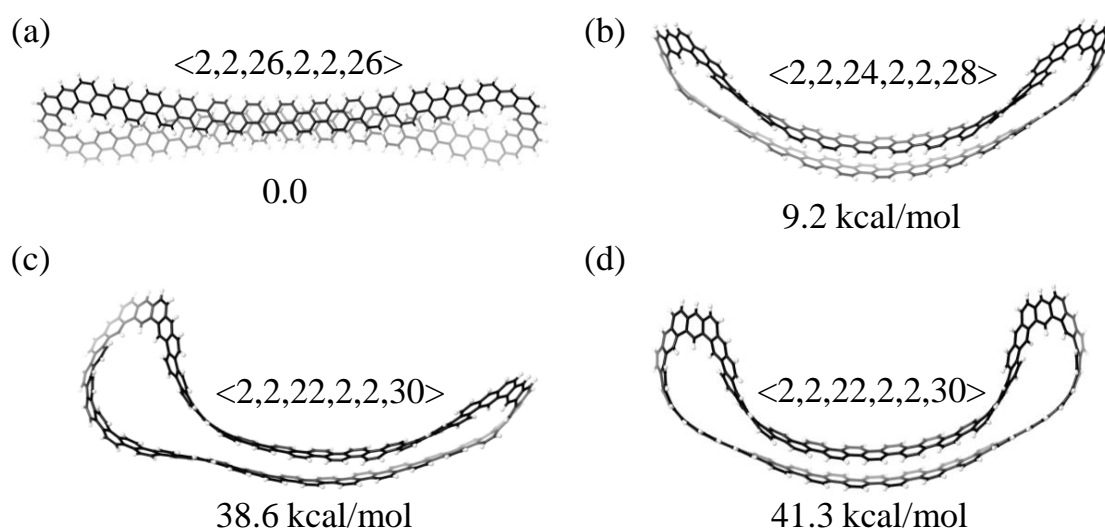 (a)
<2,2,26,2,2,26>
0.0
(b)
<2,2,24,2,2,28>
9.2 kcal/mol
(c)
<2,2,22,2,2,30>
38.6 kcal/mol
(d)
<2,2,22,2,2,30>
41.3 kcal/mol